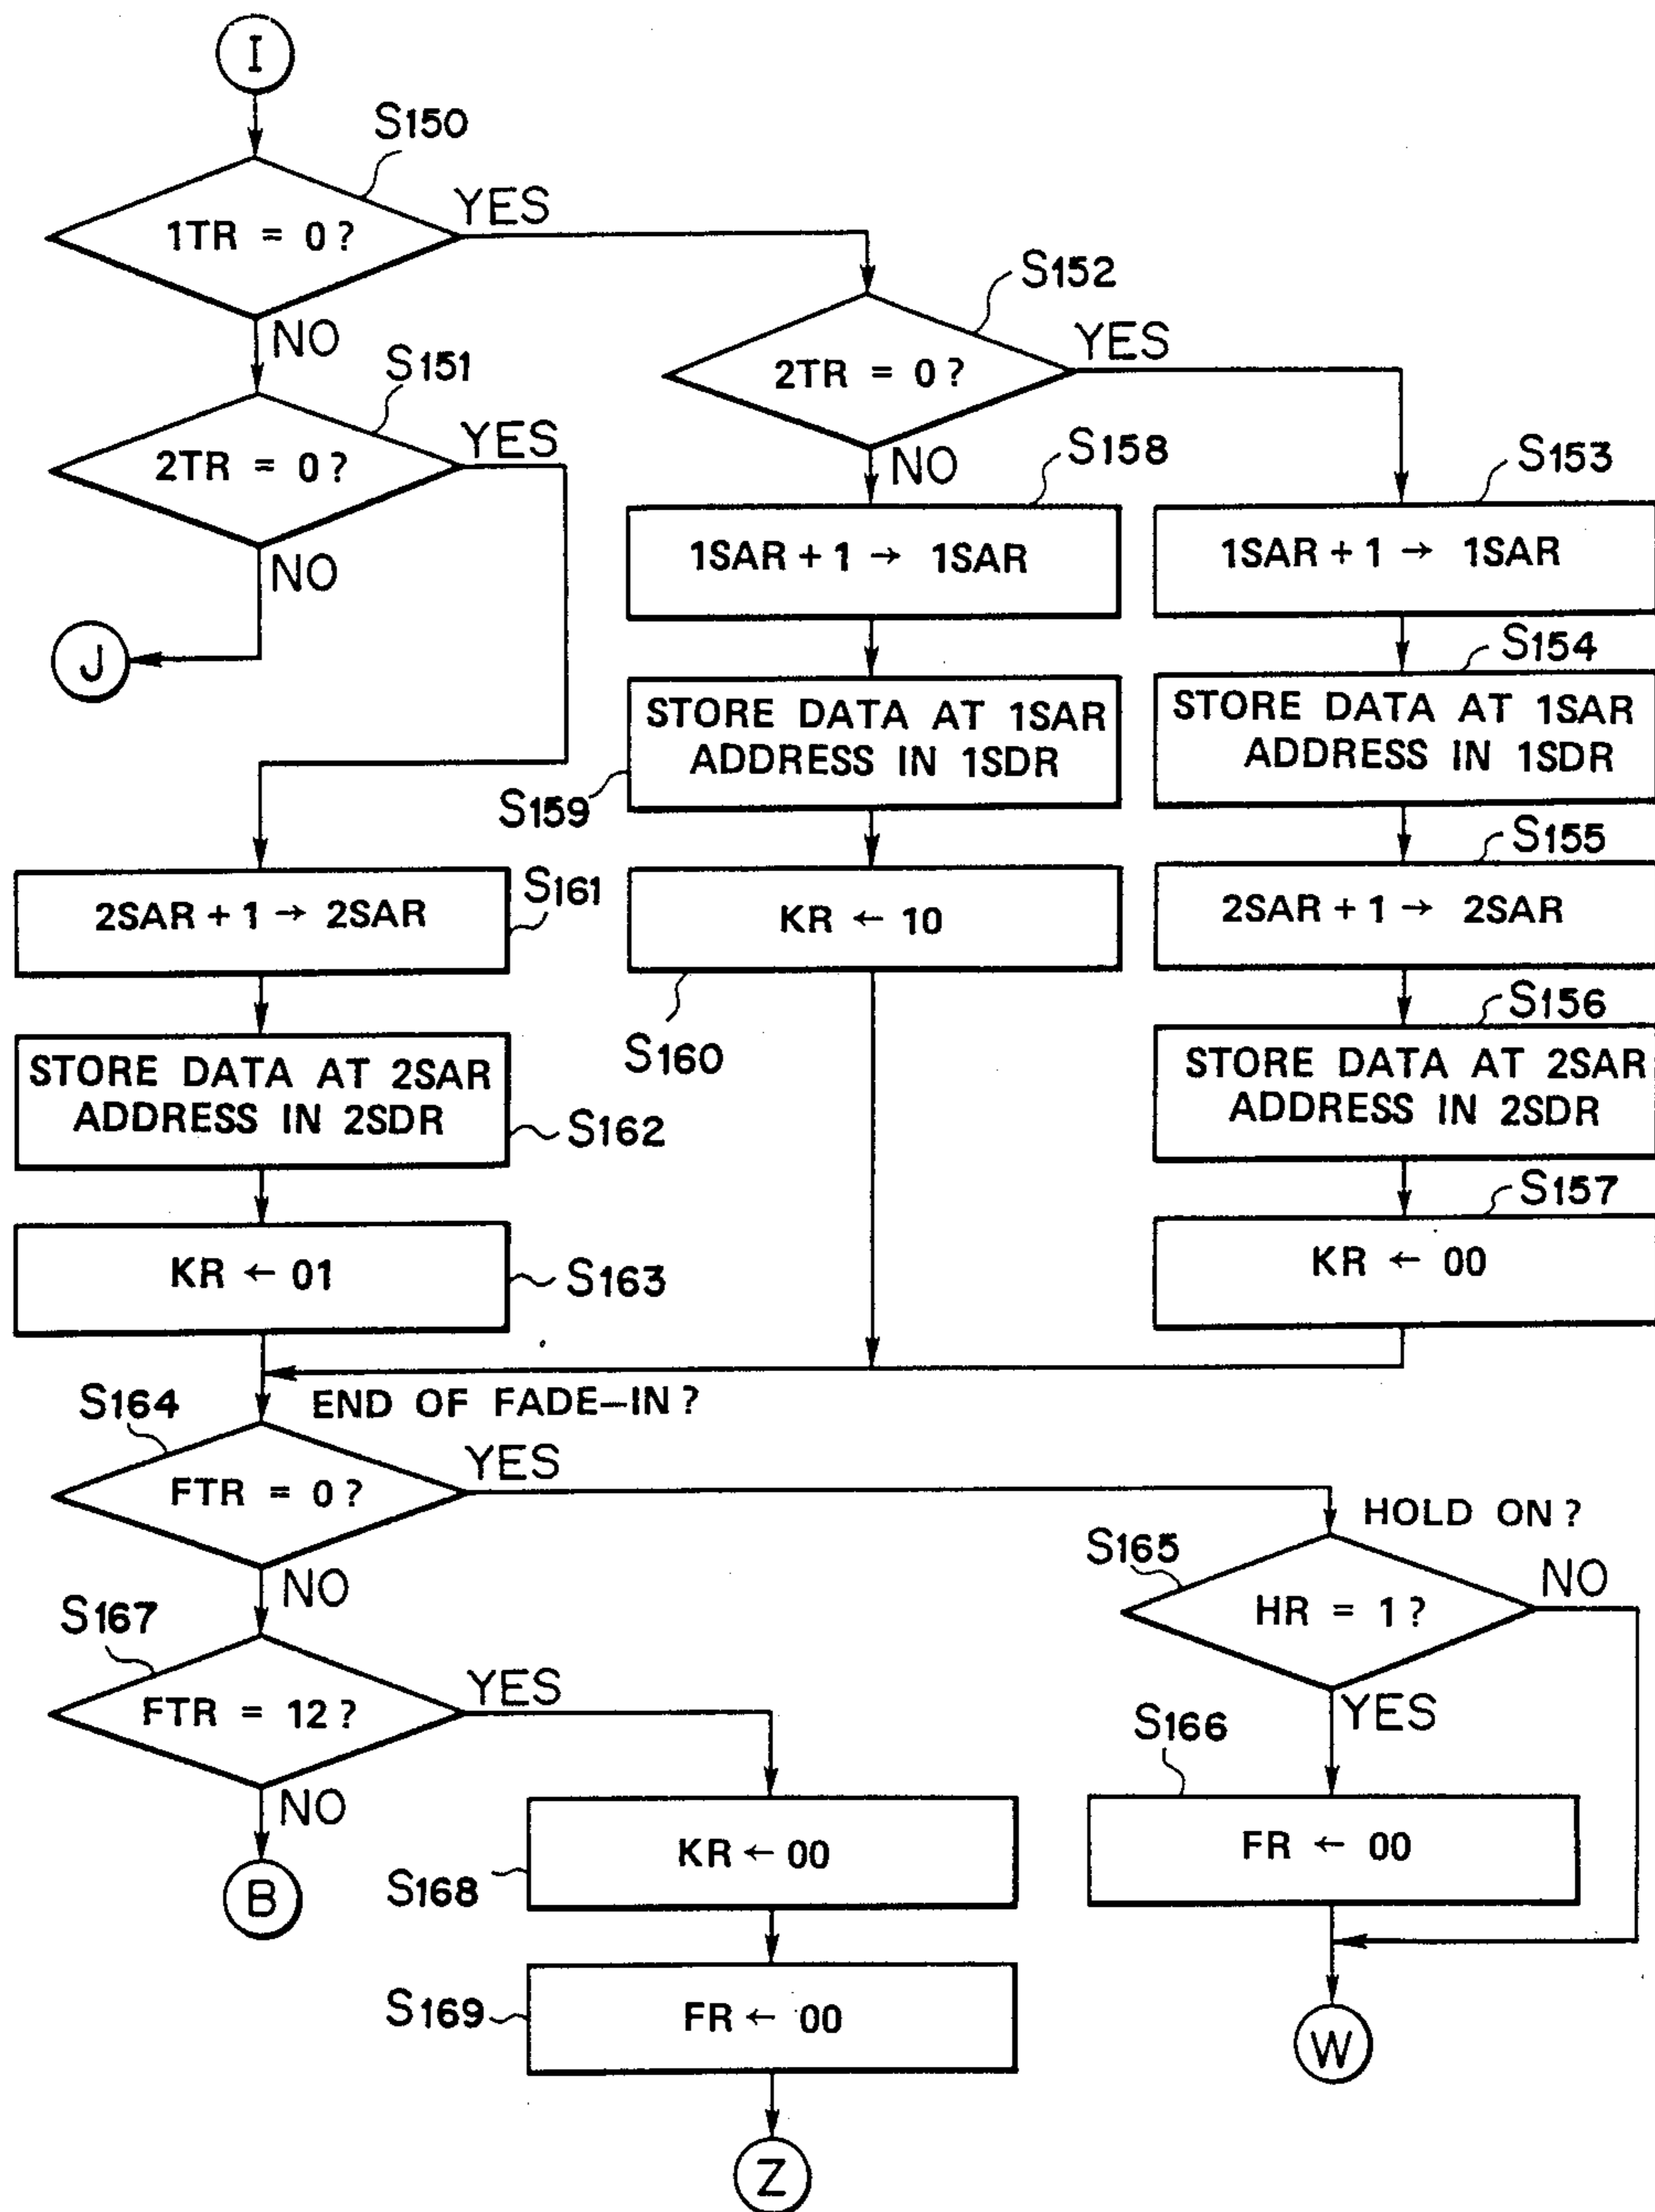 I
S150
1TR = 0?
YES
NO
S152
2TR = 0?
YES
NO
S151
2TR = 0?
YES
NO
J
S158
1SAR + 1 → 1SAR
S153
1SAR + 1 → 1SAR
S159
STORE DATA AT 1SAR
ADDRESS IN 1SDR
S154
STORE DATA AT 1SAR
ADDRESS IN 1SDR
S160
KR ← 10
S155
2SAR + 1 → 2SAR
S161
2SAR + 1 → 2SAR
S156
STORE DATA AT 2SAR
ADDRESS IN 2SDR
S162
STORE DATA AT 2SAR
ADDRESS IN 2SDR
S157
KR ← 00
S163
KR ← 01
END OF FADE-IN?
S164
FTR = 0?
YES
NO
HOLD ON?
S165
HR = 1?
NO
YES
S167
FTR = 12?
YES
NO
B
S166
FR ← 00
S168
KR ← 00
S169
FR ← 00
W
Z